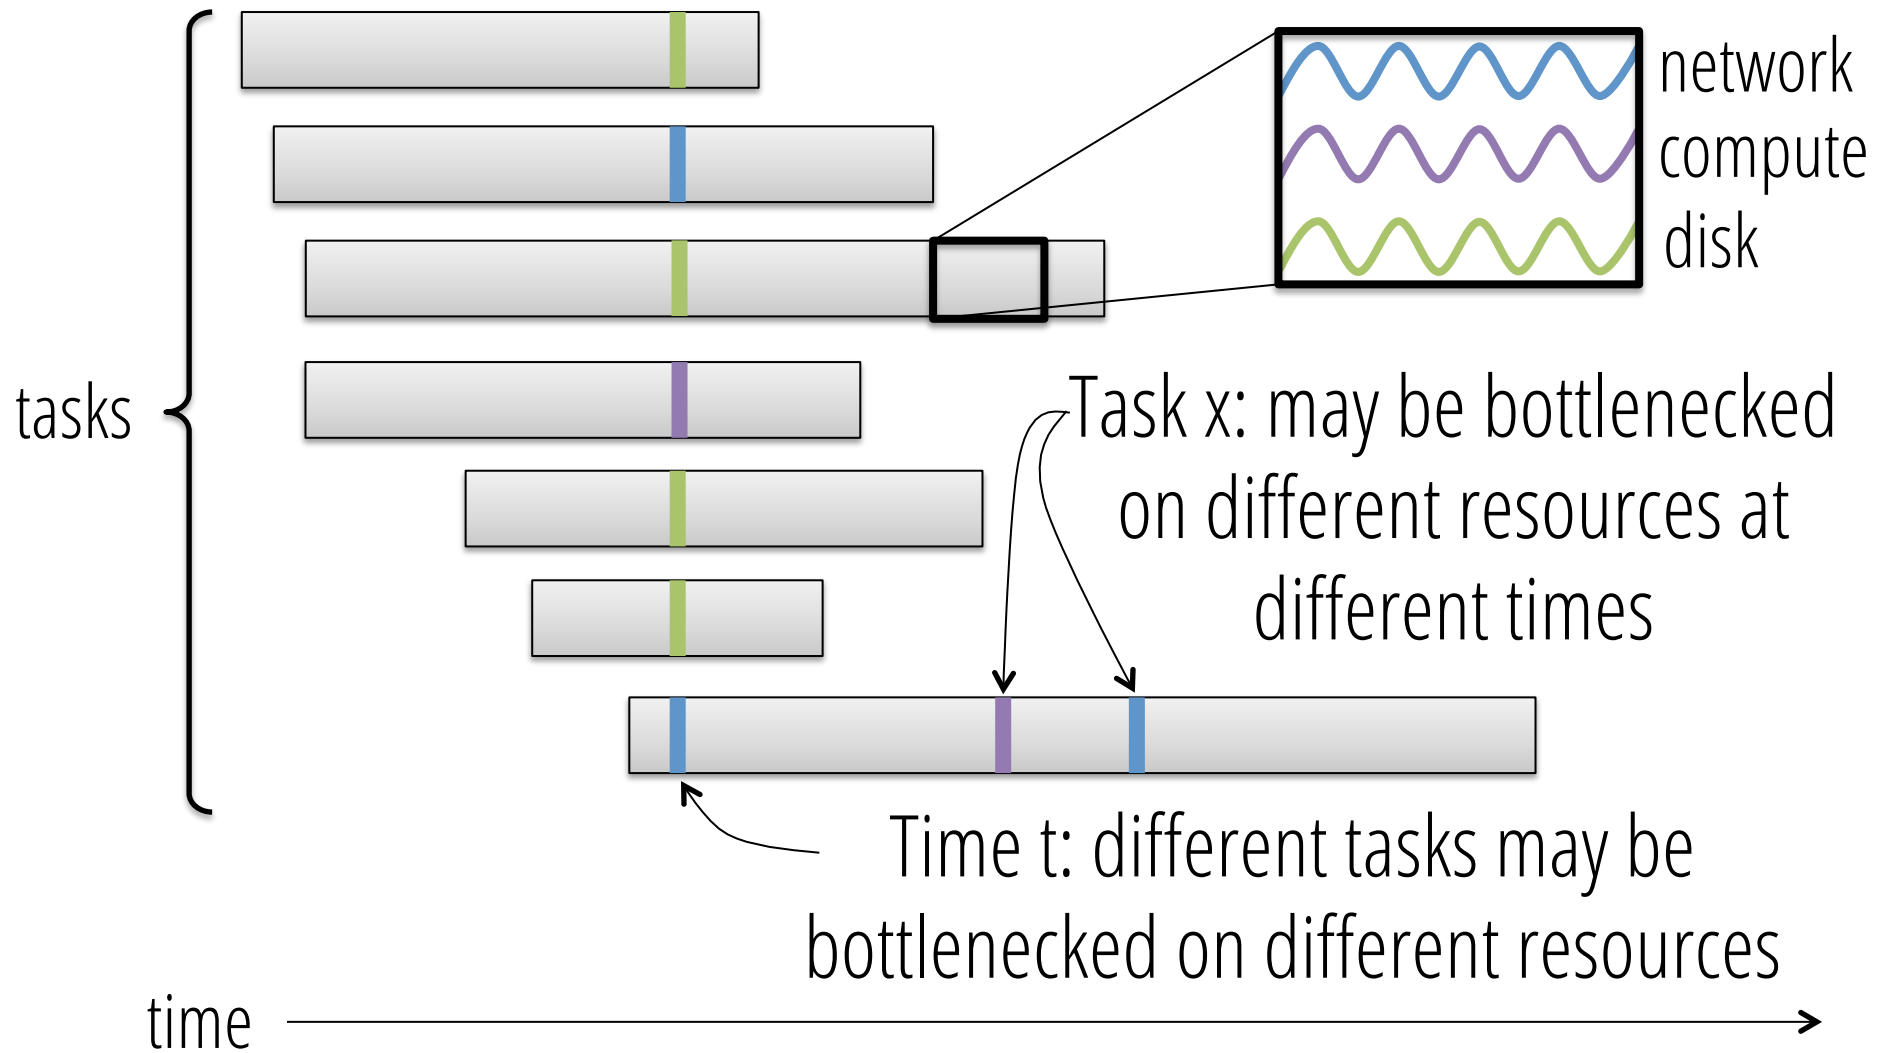 network
compute
disk
tasks
Task x: may be bottlenecked
on different resources at
different times
Time t: different tasks may be
bottlenecked on different resources
time